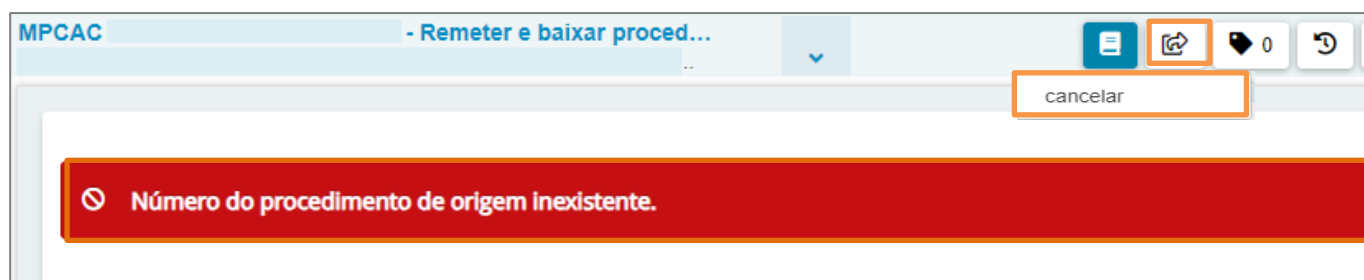 MPCAC - Remeter e baixar proced...
..
0
cancelar
Número do procedimento de origem inexistente.